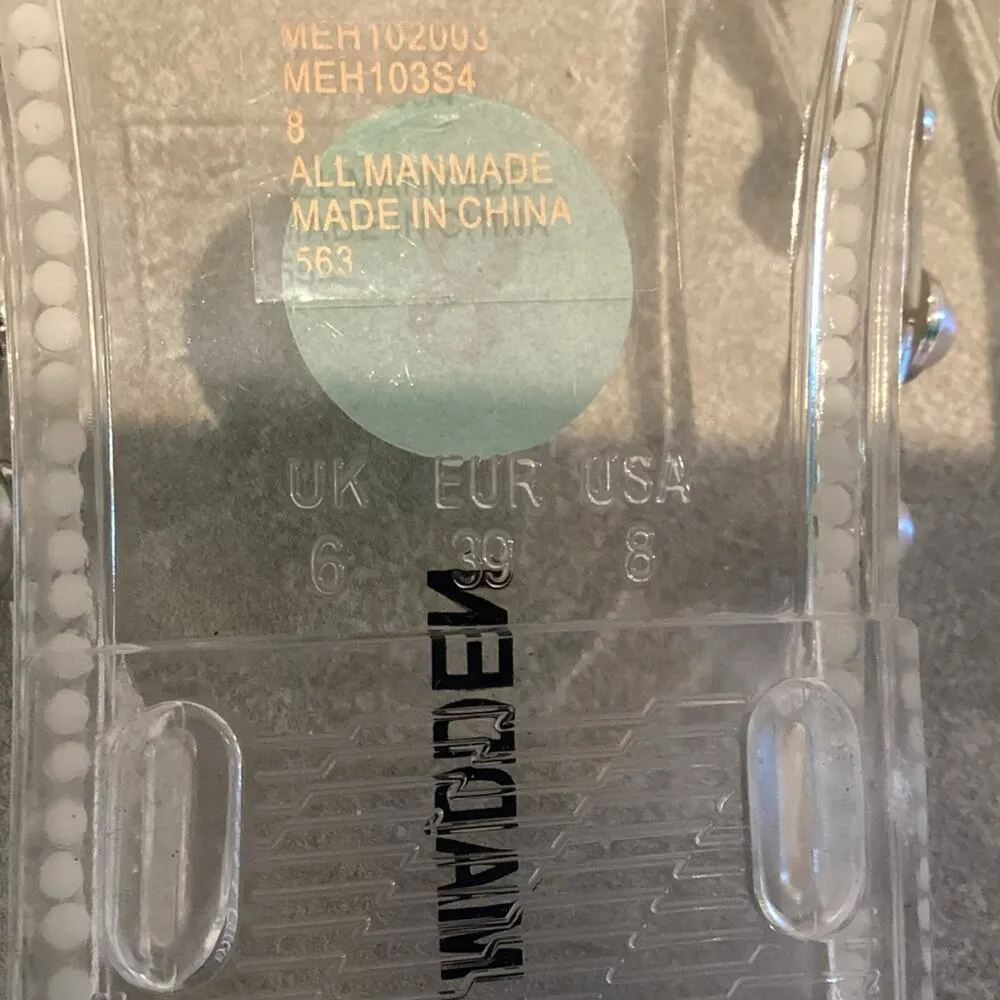 MEH102003
MEH103S4
8
ALL MANMADE
MADE IN CHINA
563
UK EUR USA
6 39 8